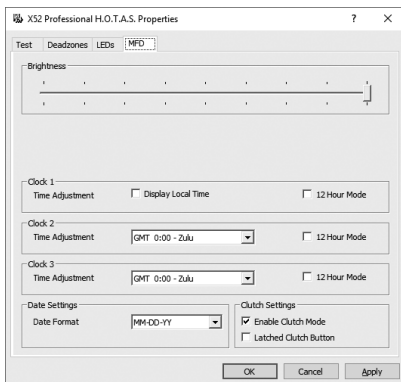 X52 Professional H.O.T.A.S. Properties ? X
Test Deadzones LEDs MFD
Brightness
Clock 1
Time Adjustment Display Local Time 12 Hour Mode
Clock 2
Time Adjustment GMT 0:00 - Zulu 12 Hour Mode
Clock 3
Time Adjustment GMT 0:00 - Zulu 12 Hour Mode
Date Settings Clutch Settings
Date Format MM-DD-YY Enable Clutch Mode
Latched Clutch Button
OK Cancel Apply